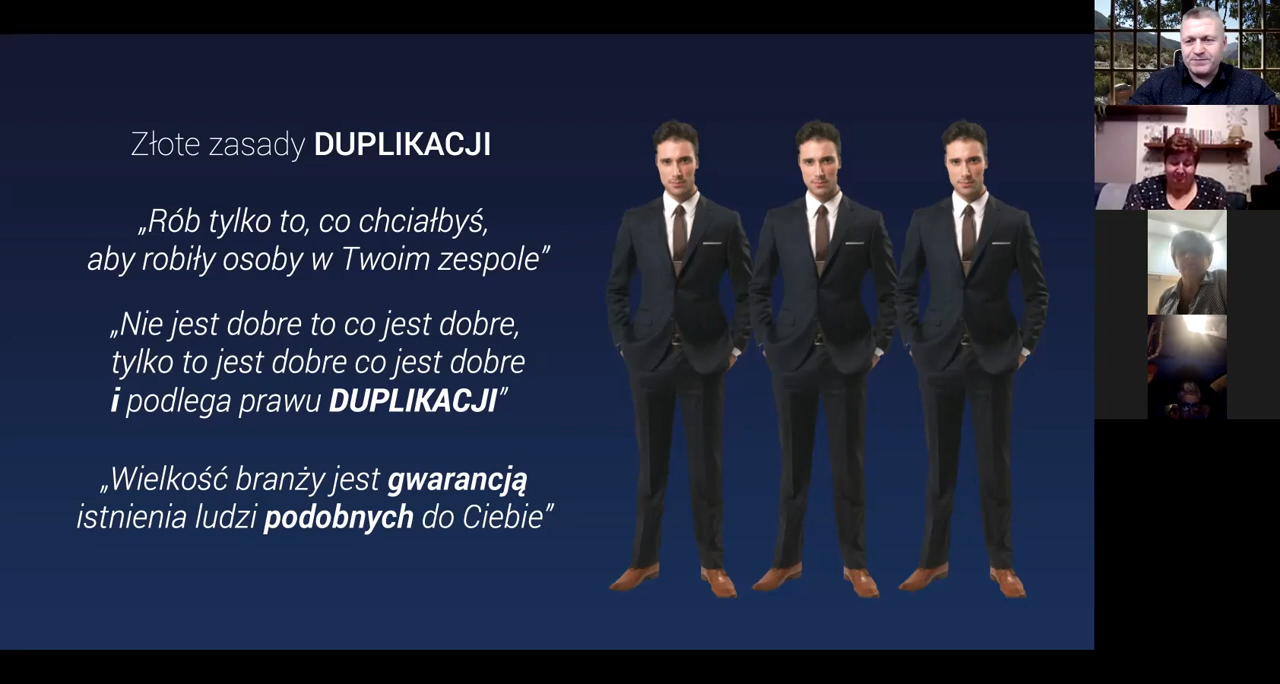 Złote zasady DUPLIKACJI
„Rób tylko to, co chciałbyś,
aby robiły osoby w Twoim zespole”
„Nie jest dobre to co jest dobre,
tylko to jest dobre co jest dobre
i podlega prawu DUPLIKACJI”
„Wielkość branży jest gwarancją
istnienia ludzi podobnych do Ciebie”